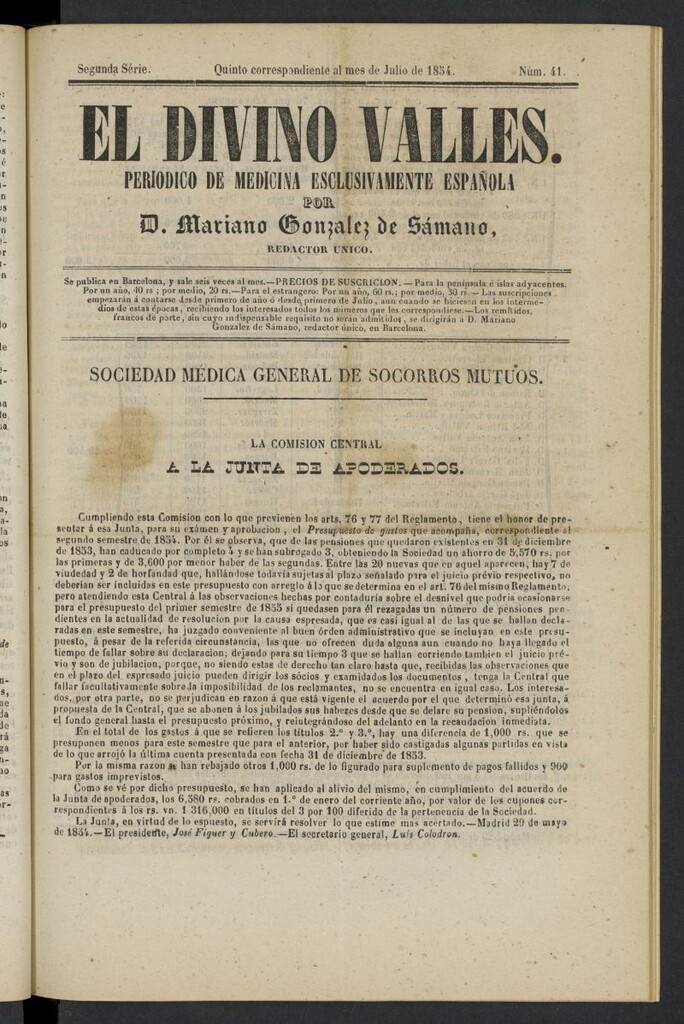 Segunda Série. Quinto correspondiente al mes de Julio de 1854. Núm. 41.
EL DIVINO VALLES.
PERIODICO DE MEDICINA ESCLUSIVAMENTE ESPAÑOLA
POR
D. Mariano Gonzalez de Sámano,
REDACTOR UNICO.
Se publica en Barcelona, y sale seis veces al mes.—PRECIOS DE SUSCRICION.—Para la península é islas adyacentes.
Por un año, 40 rs ; por medio, 20 rs.—Para el estrangero: Por un año, 60 rs.; por medio, 30 rs.— Las suscripciones
empezarán á contarse desde primero de año ó desde primero de Julio, aun cuando se hiciesen en los interme-
dios de estas épocas, recibiendo los interesados todos los números que les correspondiese.—Los remitidos,
francos de porte, sin cuyo indispensable requisito no serán admitidos, se dirigirán á D. Mariano
Gonzalez de Sámano, redactor único, en Barcelona.
SOCIEDAD MÉDICA GENERAL DE SOCORROS MUTUOS.
LA COMISION CENTRAL
A LA JUNTA DE APODERADOS.
Cumpliendo esta Comision con lo que previenen los arts. 76 y 77 del Reglamento, tiene el honor de pre-
sentar á esa Junta, para su exámen y aprobacion, el Presupuesto de gastos que acompaña, correspondiente al
segundo semestre de 1854. Por él se observa, que de las pensiones que quedaron existentes en 31 de diciembre
de 1853, han caducado por completo 4 y se han subrogado 3, obteniendo la Sociedad un ahorro de 5,570 rs. por
las primeras y de 3,600 por menor haber de las segundas. Entre las 20 nuevas que en aquel aparecen, hay 7 de
viudedad y 2 de horfandad que, hallándose todavia sujetas al plazo señalado para el juicio prévio respectivo, no
deberian ser incluidas en este presupuesto con arreglo á lo que se determina en el art. 76 del mismo Reglamento;
pero atendiendo esta Central á las observaciones hechas por contaduría sobre el desnivel que podria ocasionarse
para el presupuesto del primer semestre de 1855 si quedasen para él rezagadas un número de pensiones pen-
dientes en la actualidad de resolucion por la causa espresada, que es casi igual al de las que se hallan decla-
radas en este semestre, ha juzgado conveniente al buen órden administrativo que se incluyan en este presu-
puesto, á pesar de la referida circunstancia, las que no ofrecen duda alguna aun cuando no haya llegado el
tiempo de fallar sobre su declaracion; dejando para su tiempo 3 que se hallan corriendo tambien el juicio pré-
vio y son de jubilacion, porque, no siendo estas de derecho tan claro hasta que, recibidas las observaciones que
en el plazo del espresado juicio pueden dirigir los sócios y examidados los documentos, tenga la Central que
fallar facultativamente sobre la imposibilidad de los reclamantes, no se encuentra en igual caso. Los interesa-
dos, por otra parte, no se perjudican en razón á que está vigente el acuerdo por el que determinó esa junta, á
propuesta de la Central, que se abonen á los jubilados sus haberes desde que se delare su pension, supliéndolos
el fondo general hasta el presupuesto próximo, y reiutegrándose del adelanto en la recaudacion inmediata.
En el total de los gastos á que se refieren los títulos 2.º y 3.º, hay una diferencia de 1,000 rs. que se
presuponen menos para este semestre que para el anterior, por haber sido castigadas algunas partidas en vista
de lo que arrojó la última cuenta presentada con fecha 31 de diciembre de 1853.
Por la misma razon se han rebajado otros 1,000 rs. de lo figurado para suplemento de pagos fallidos y 900
para gastos imprevistos.
Como se vé por dicho presupuesto, se han aplicado al alivio del mismo, en cumplimiento del acuerdo de
la Junta de apoderados, los 6,580 rs. cobrados en 1.º de enero del corriente año, por valor de los cupones cor-
respondientes á los rs. vn. 1 316,000 en títulos del 3 por 100 diferido de la pertenencia de la Sociedad.
La Junta, en virtud de lo espuesto, se servirá resolver lo que estime mas acertado.—Madrid 29 de mayo
de 1854.—El presidente, José Figuer y Cubero.—El secretario general, Luis Colodron.